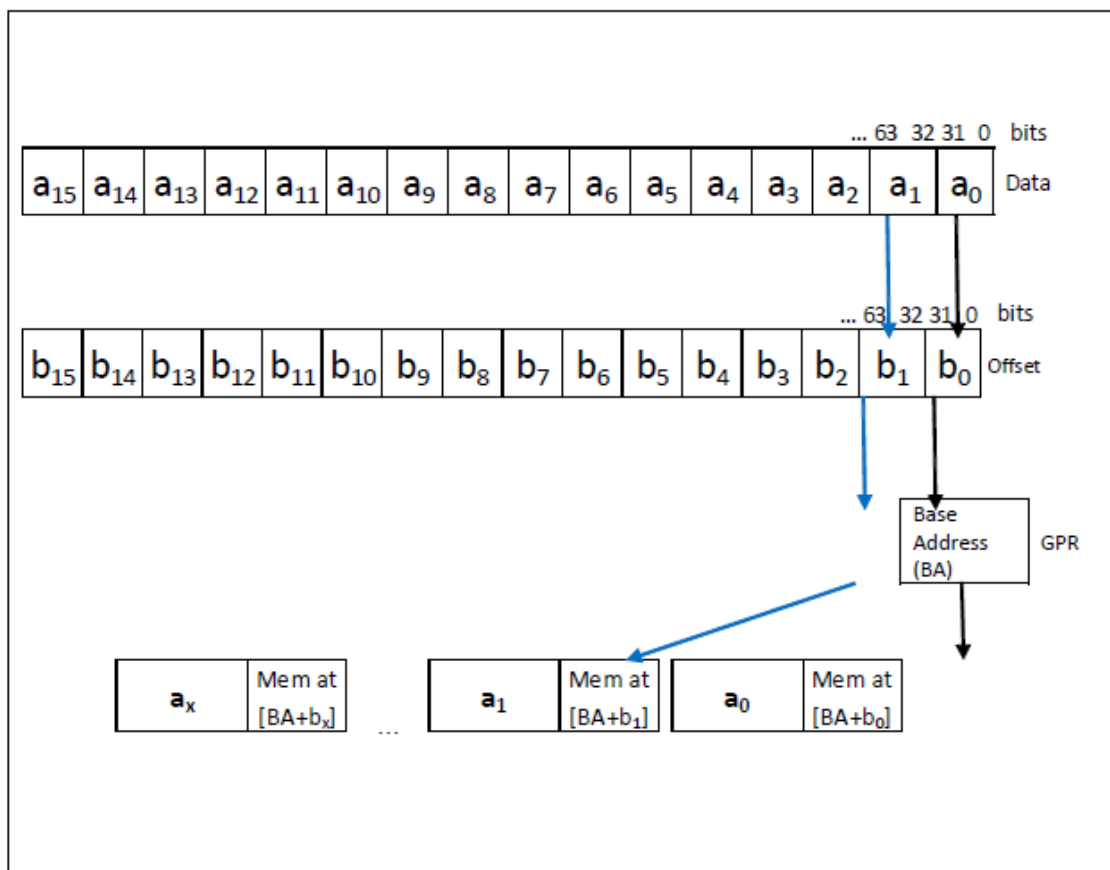 ... 63 32 31 0 bits
a₁₅ a₁₄ a₁₃ a₁₂ a₁₁ a₁₀ a₉ a₈ a₇ a₆ a₅ a₄ a₃ a₂ a₁ a₀ Data
... 63 32 31 0 bits
b₁₅ b₁₄ b₁₃ b₁₂ b₁₁ b₁₀ b₉ b₈ b₇ b₆ b₅ b₄ b₃ b₂ b₁ b₀ Offset
Base
Address
(BA)
GPR
aₓ
Mem at
[BA+bₓ]
...
a₁
Mem at
[BA+b₁]
a₀
Mem at
[BA+b₀]